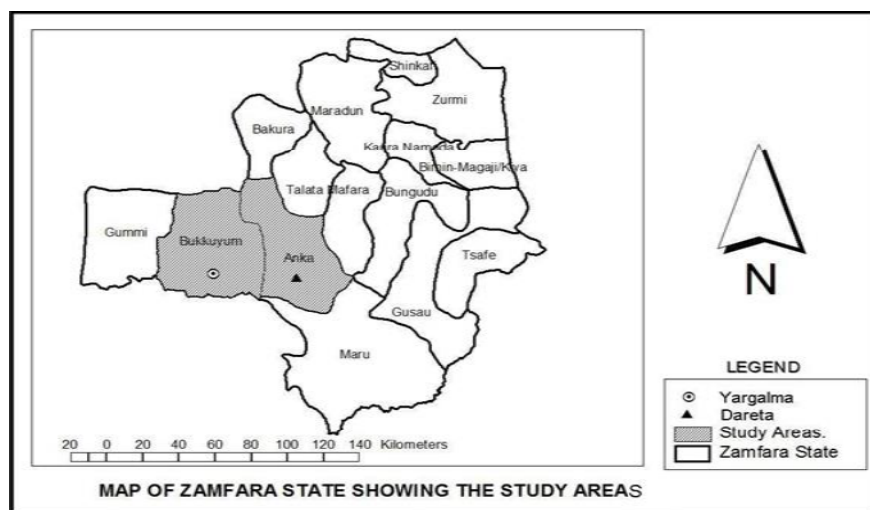 Shinkal
Zurmi
Maradun
Bakura
Kaura Namoda
Birnin-Magaji/Kiya
Talata Mafara
Bungudu
Gummi
Bukkuyum
Anka
Tsafe
Gusau
Maru
N
20 0 20 40 60 80 100 120 140 Kilometers
LEGEND
Yargalma
Dareta
Study Areas.
Zamfara State
MAP OF ZAMFARA STATE SHOWING THE STUDY AREAS